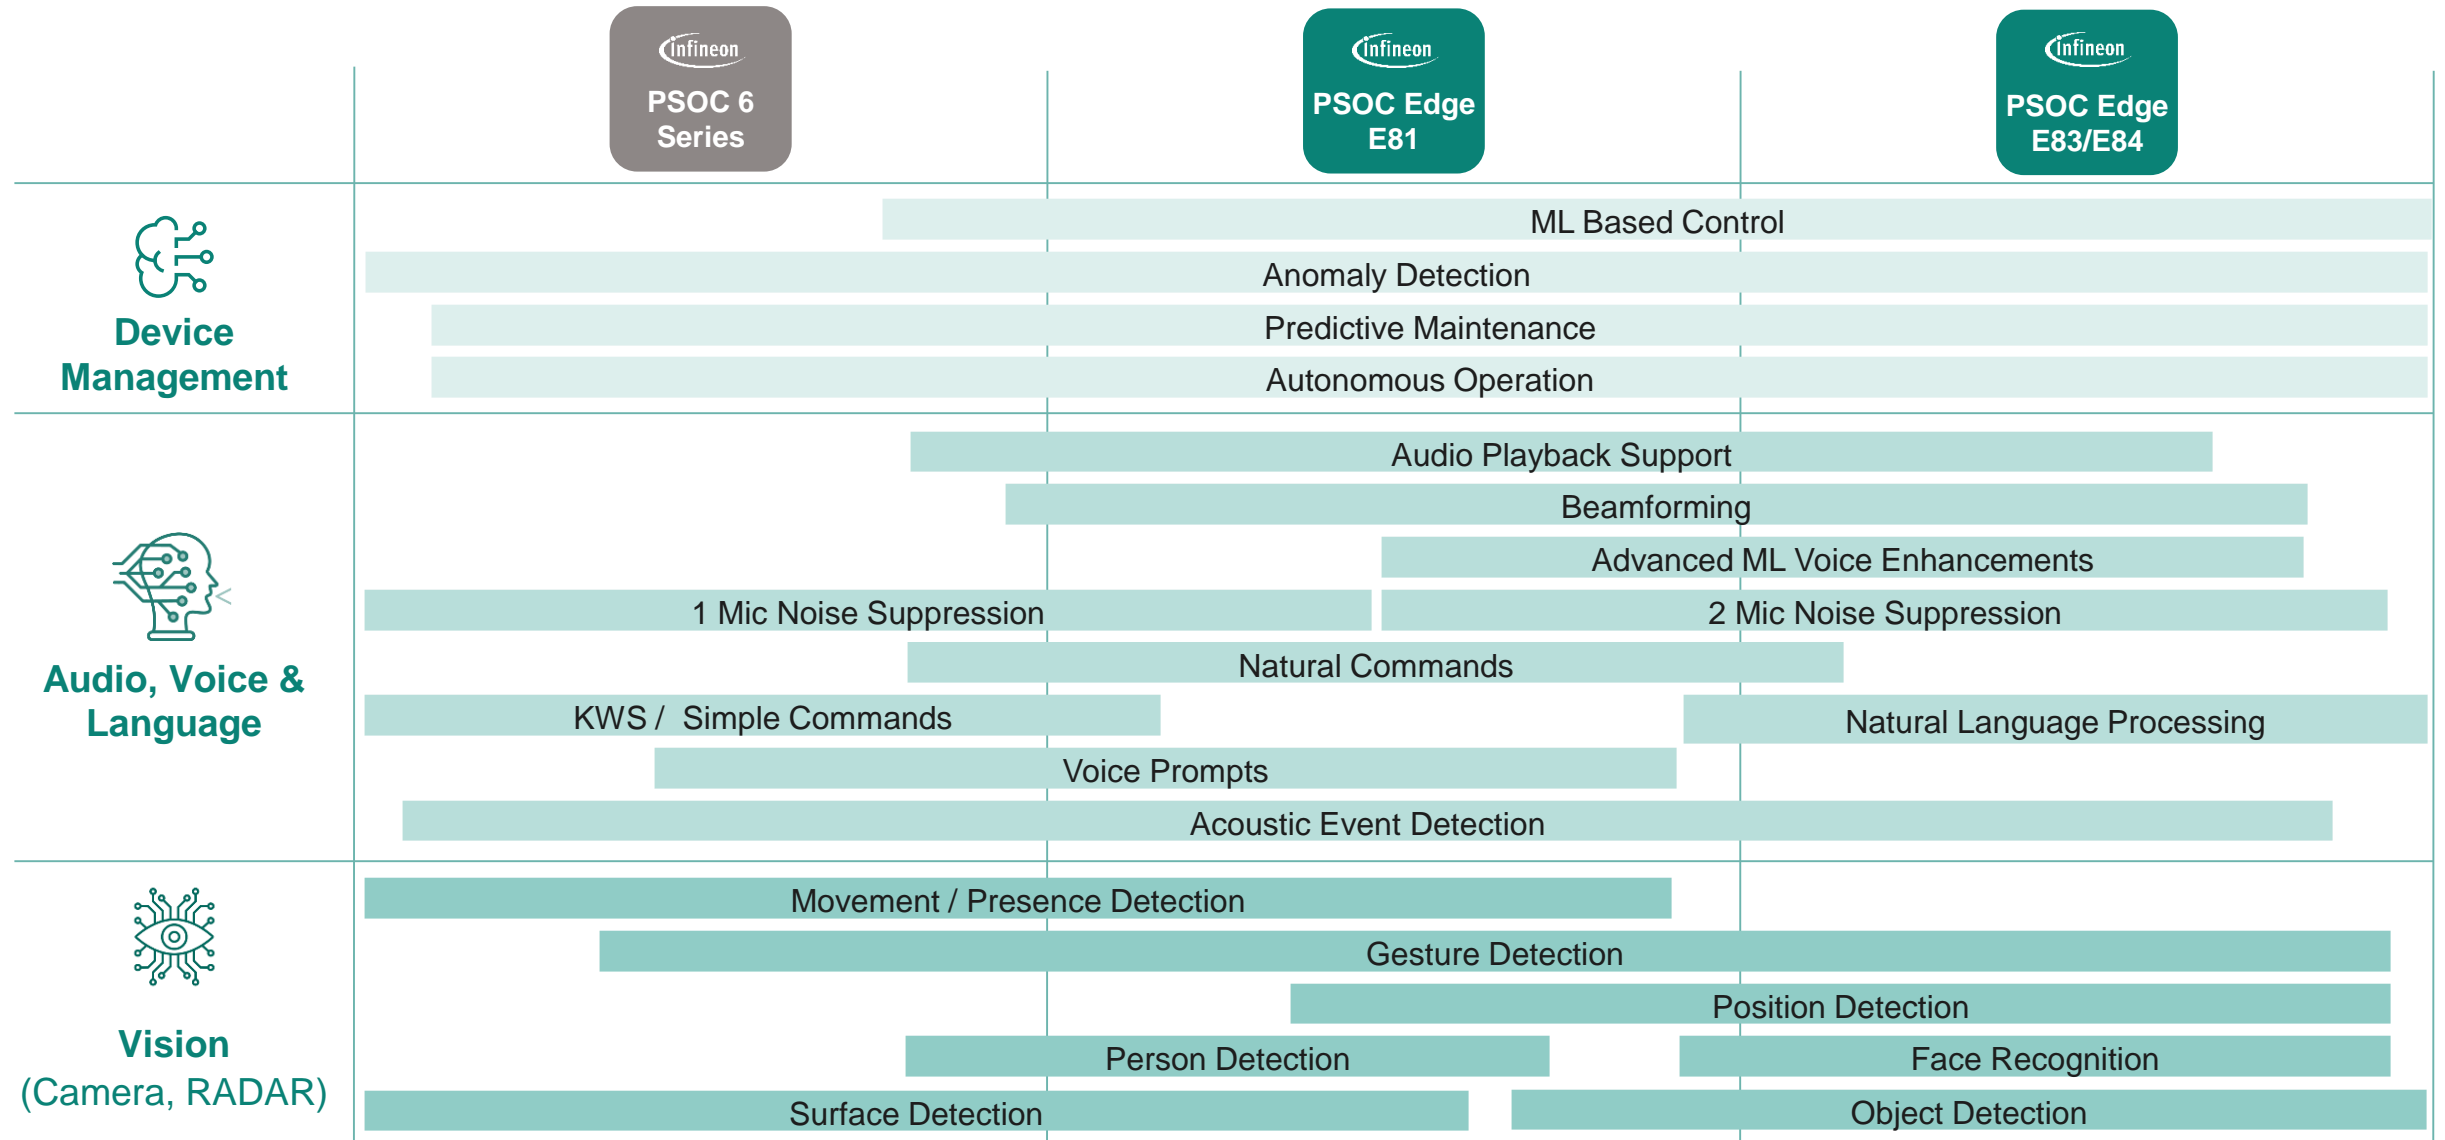 infineon
PSOC 6
Series
infineon
PSOC Edge
E81
infineon
PSOC Edge
E83/E84
Device
Management
ML Based Control
Anomaly Detection
Predictive Maintenance
Autonomous Operation
Audio, Voice &
Language
Audio Playback Support
Beamforming
Advanced ML Voice Enhancements
1 Mic Noise Suppression
2 Mic Noise Suppression
Natural Commands
KWS / Simple Commands
Natural Language Processing
Voice Prompts
Acoustic Event Detection
Vision
(Camera, RADAR)
Movement / Presence Detection
Gesture Detection
Position Detection
Person Detection
Face Recognition
Surface Detection
Object Detection